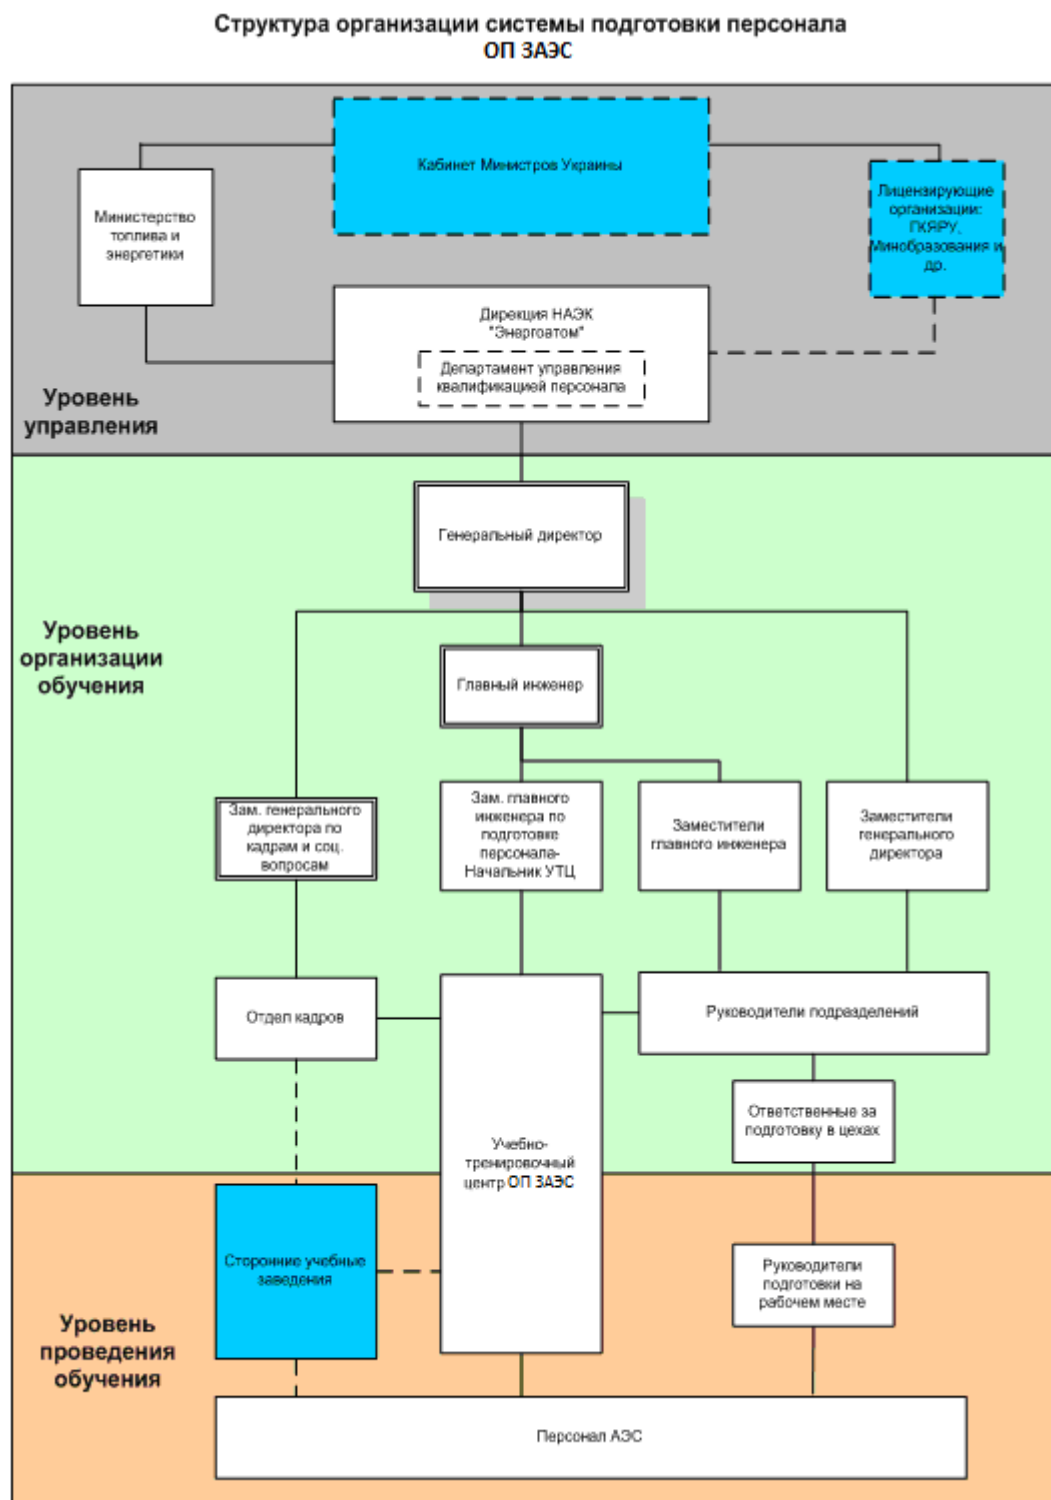 Структура организации системы подготовки персонала
ОП ЗАЭС
Кабинет Министров Украины
Лицензирующие
организации:
ГКЯРУ,
Минобразования и
др.
Министерство
топлива и
энергетики
Дирекция НАЭК
"Энергоатом"
Департамент управления
квалификацией персонала
Уровень
управления
Генеральный директор
Уровень
организации
обучения
Главный инженер
Зам. генерального
директора по
кадрам и соц.
вопросам
Зам. главного
инженера по
подготовке
персонала-
Начальник УТЦ
Заместители
главного инженера
Заместители
генерального
директора
Отдел кадров
Руководители подразделений
Ответственные за
подготовку в цехах
Учебно-
тренировочный
центр ОП ЗАЭС
Сторонние учебные
заведения
Руководители
подготовки на
рабочем месте
Уровень
проведения
обучения
Персонал АЭС